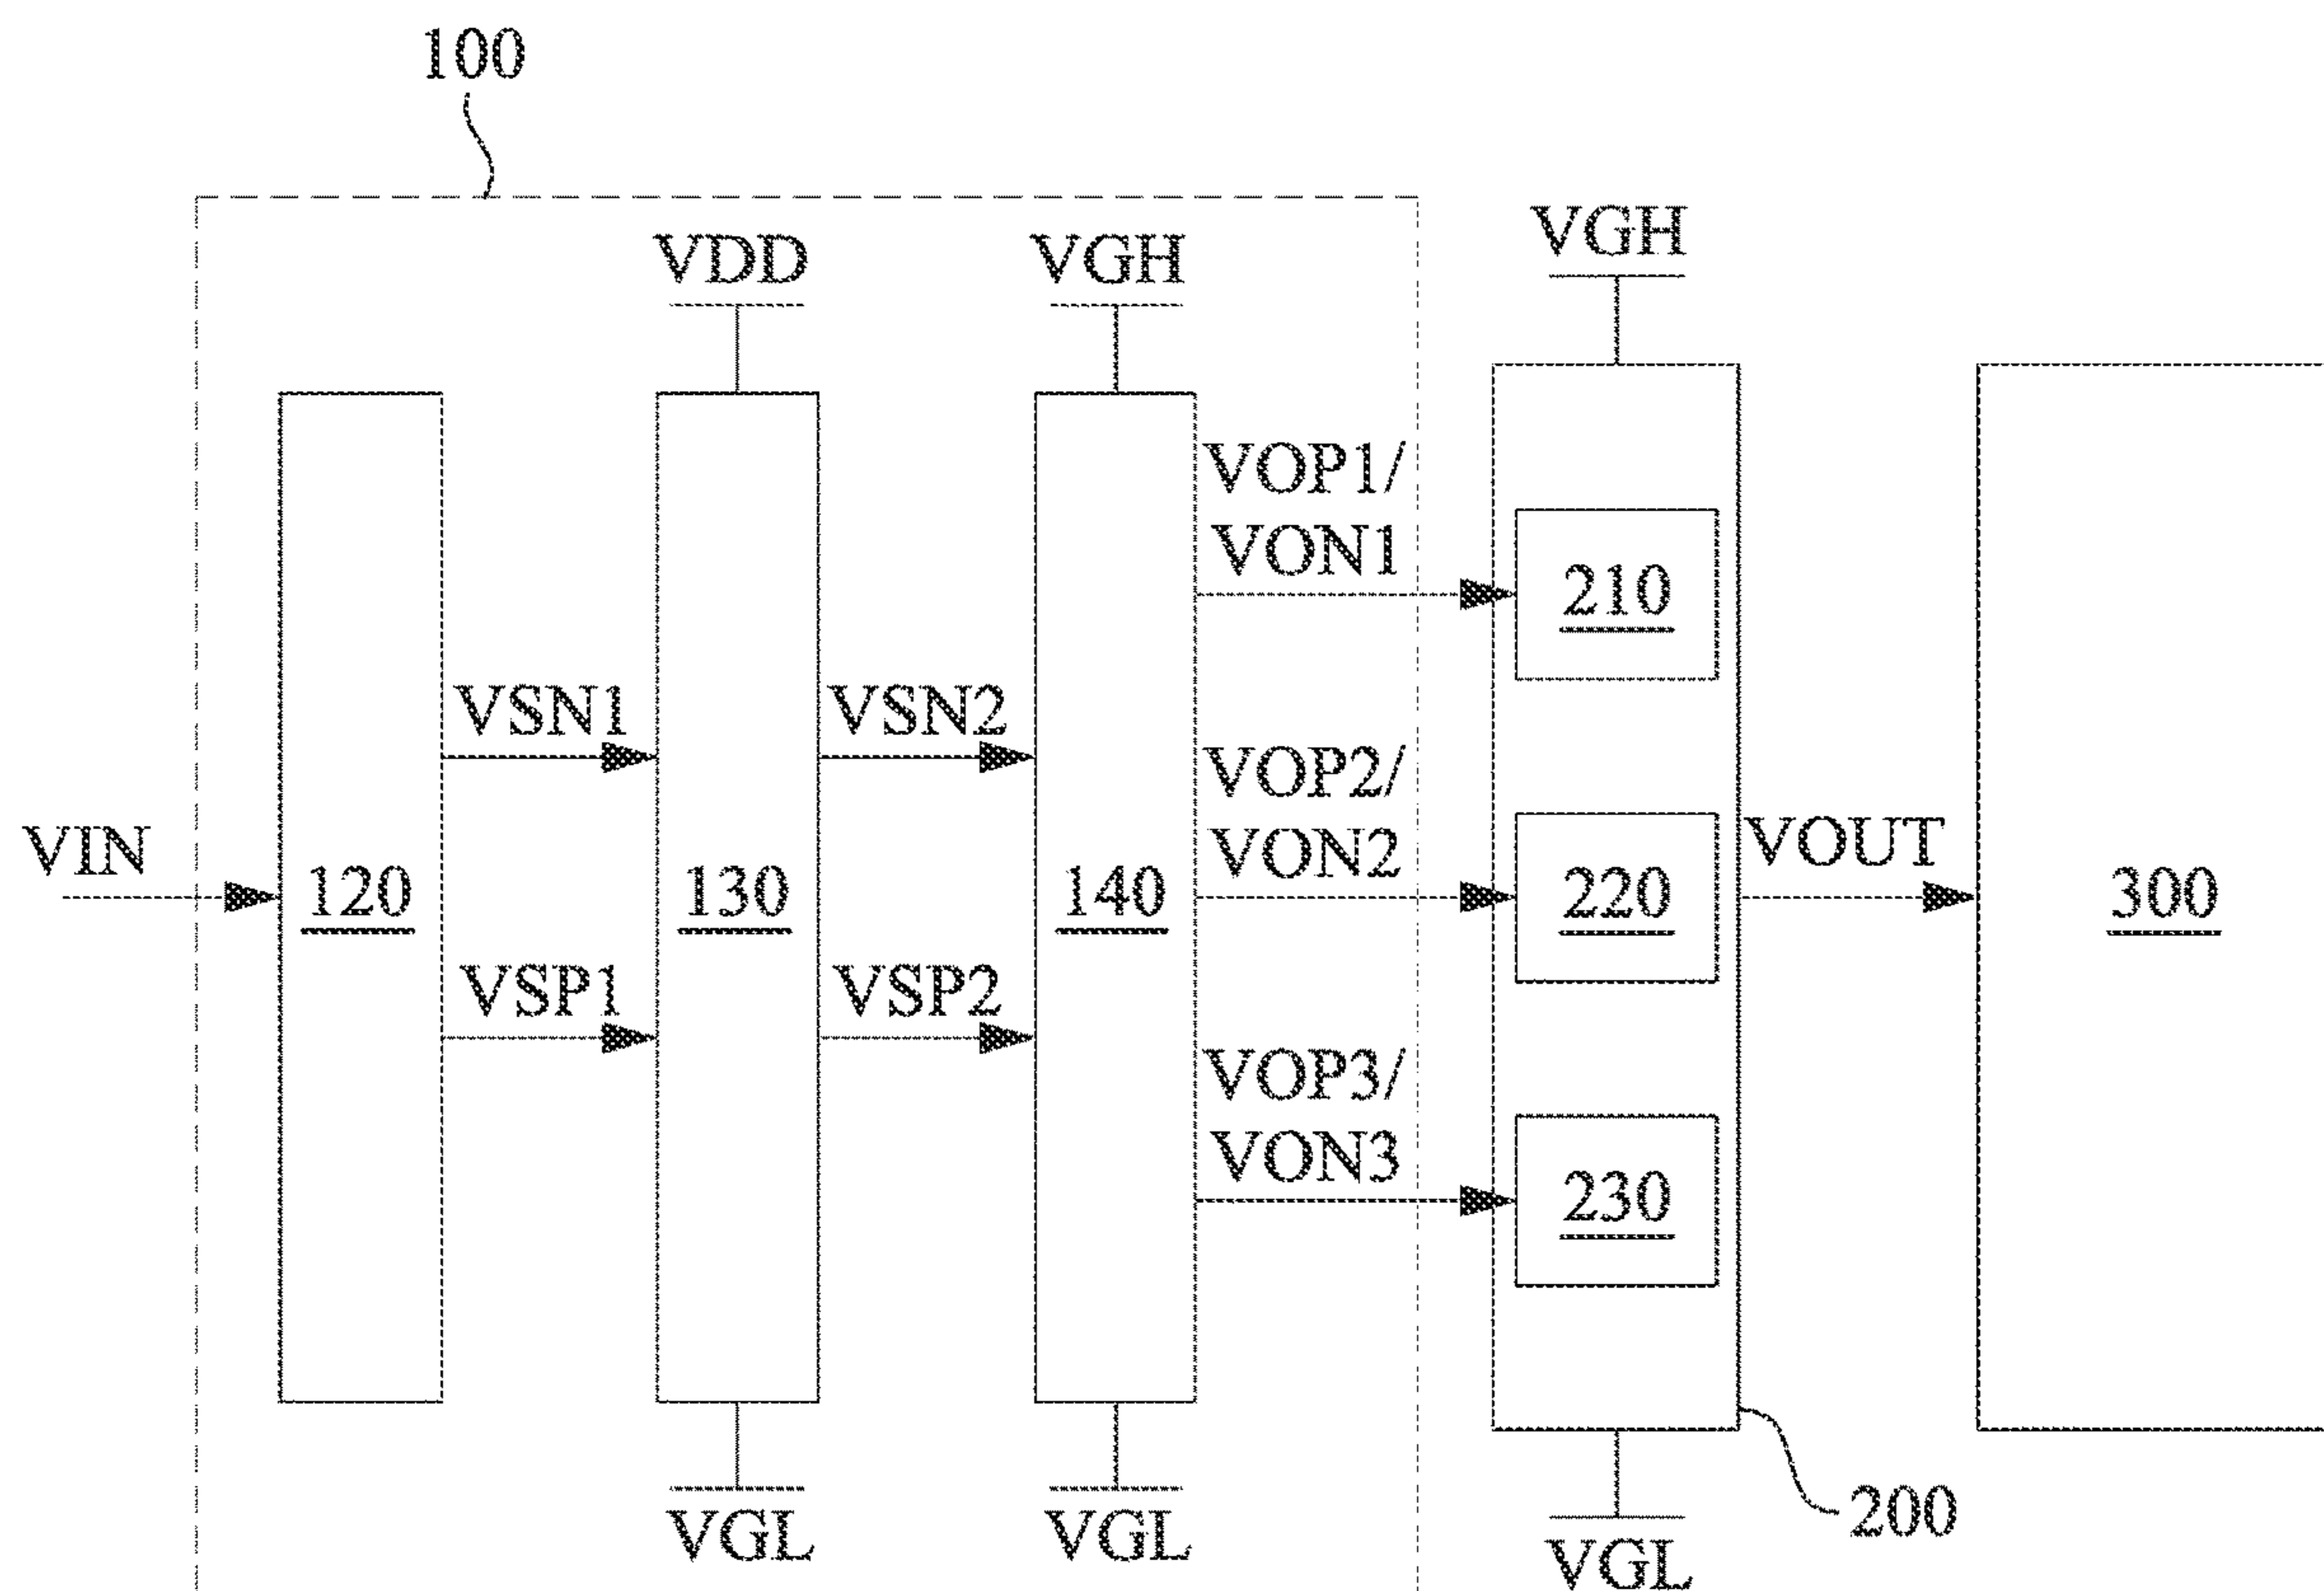 100
VDD
VGH
VGH
VOP1/
VON1
210
VSN1
VSN2
VOP2/
VON2
VIN
120
130
140
220
VOUT
300
VSP1
VSP2
VOP3/
VON3
230
VGL
VGL
VGL
200